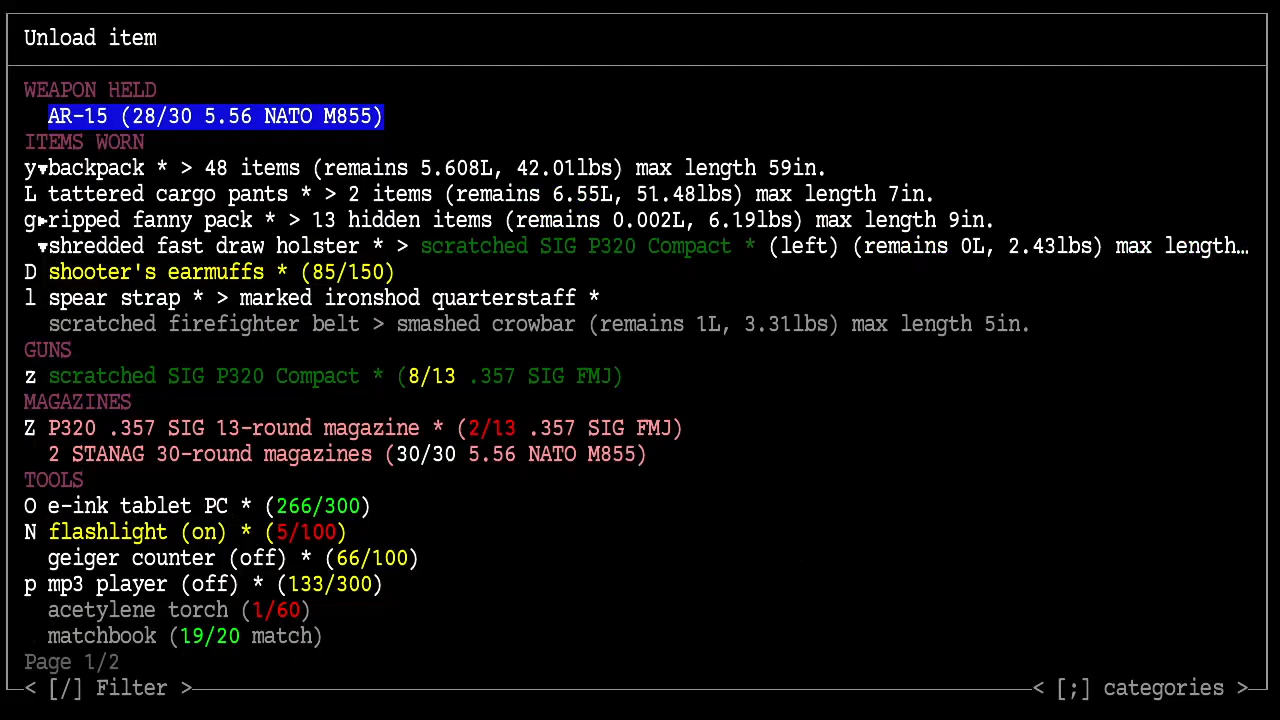 Unload item
WEAPON HELD
AR-15 (28/30 5.56 NATO M855)
ITEMS WORN
y▾backpack * > 48 items (remains 5.608L, 42.01lbs) max length 59in.
L tattered cargo pants * > 2 items (remains 6.55L, 51.48lbs) max length 7in.
g▸ripped fanny pack * > 13 hidden items (remains 0.002L, 6.19lbs) max length 9in.
▾shredded fast draw holster * > scratched SIG P320 Compact * (left) (remains 0L, 2.43lbs) max length…
D shooter's earmuffs * (85/150)
l spear strap * > marked ironshod quarterstaff *
scratched firefighter belt > smashed crowbar (remains 1L, 3.31lbs) max length 5in.
GUNS
z scratched SIG P320 Compact * (8/13 .357 SIG FMJ)
MAGAZINES
Z P320 .357 SIG 13-round magazine * (2/13 .357 SIG FMJ)
2 STANAG 30-round magazines (30/30 5.56 NATO M855)
TOOLS
O e-ink tablet PC * (266/300)
N flashlight (on) * (5/100)
geiger counter (off) * (66/100)
p mp3 player (off) * (133/300)
acetylene torch (1/60)
matchbook (19/20 match)
Page 1/2
< [/] Filter > < [;] categories >